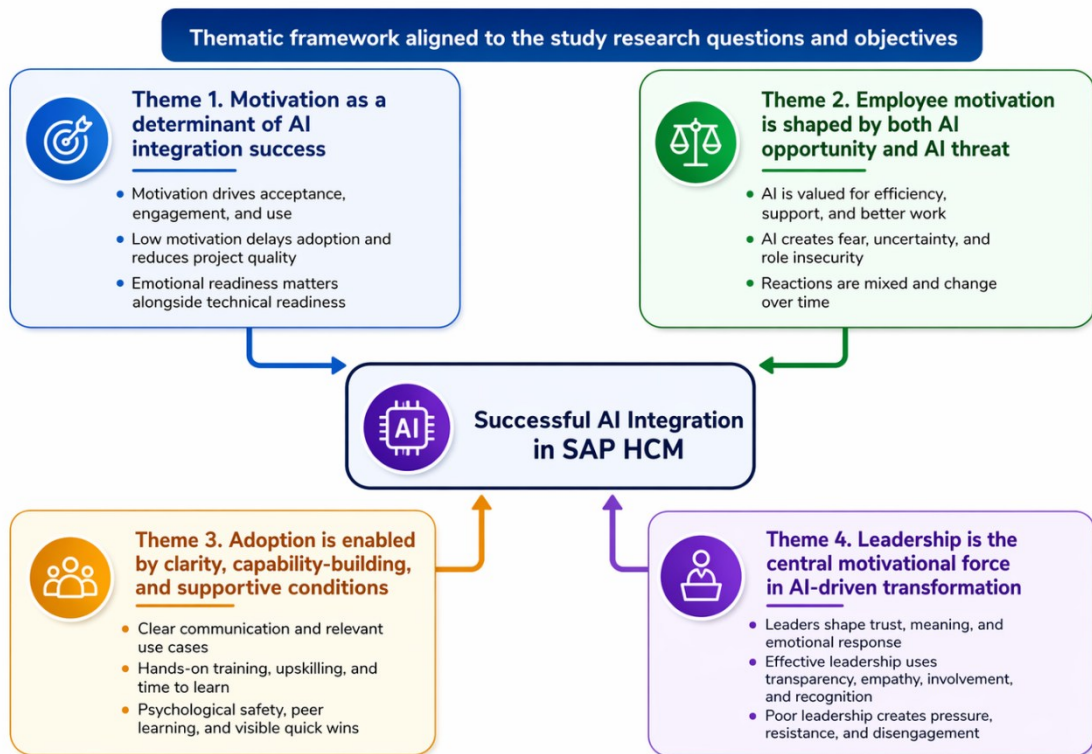 Thematic framework aligned to the study research questions and objectives
Theme 1. Motivation as a
determinant of AI
integration success
• Motivation drives acceptance,
engagement, and use
• Low motivation delays adoption and
reduces project quality
• Emotional readiness matters
alongside technical readiness
Theme 2. Employee motivation
is shaped by both AI
opportunity and AI threat
• AI is valued for efficiency,
support, and better work
• AI creates fear, uncertainty, and
role insecurity
• Reactions are mixed and change
over time
AI
Successful AI Integration
in SAP HCM
Theme 3. Adoption is enabled
by clarity, capability-building,
and supportive conditions
• Clear communication and relevant
use cases
• Hands-on training, upskilling, and
time to learn
• Psychological safety, peer
learning, and visible quick wins
Theme 4. Leadership is the
central motivational force
in AI-driven transformation
• Leaders shape trust, meaning, and
emotional response
• Effective leadership uses
transparency, empathy, involvement,
and recognition
• Poor leadership creates pressure,
resistance, and disengagement